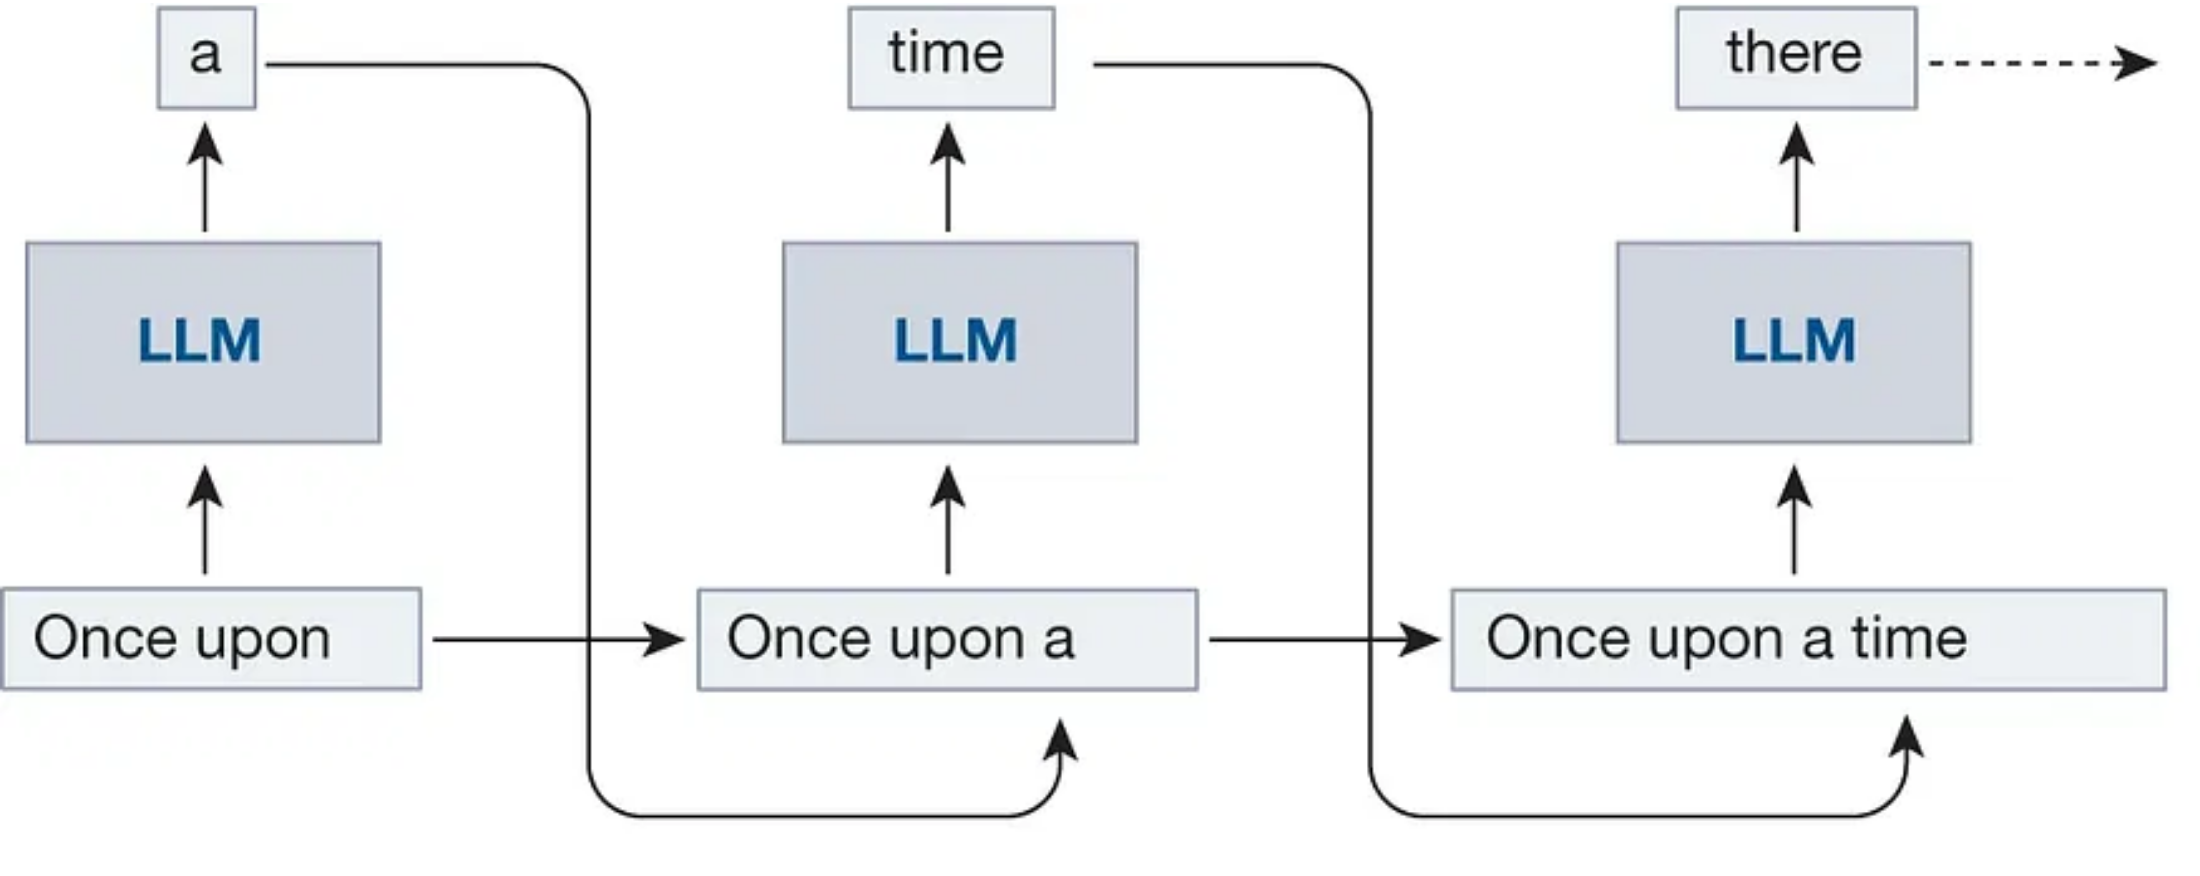 a
time
there
LLM
LLM
LLM
Once upon
Once upon a
Once upon a time